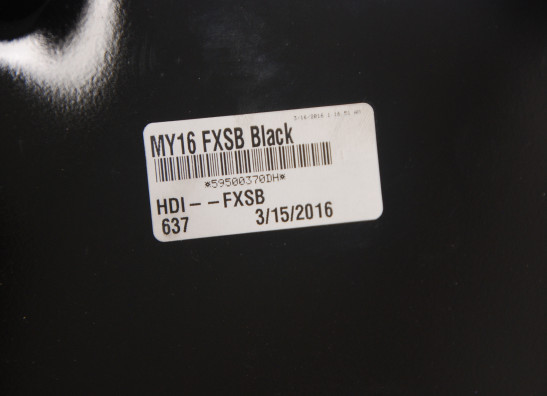 MY16 FXSB Black
*59500370DH*
HDI--FXSB
637 3/15/2016